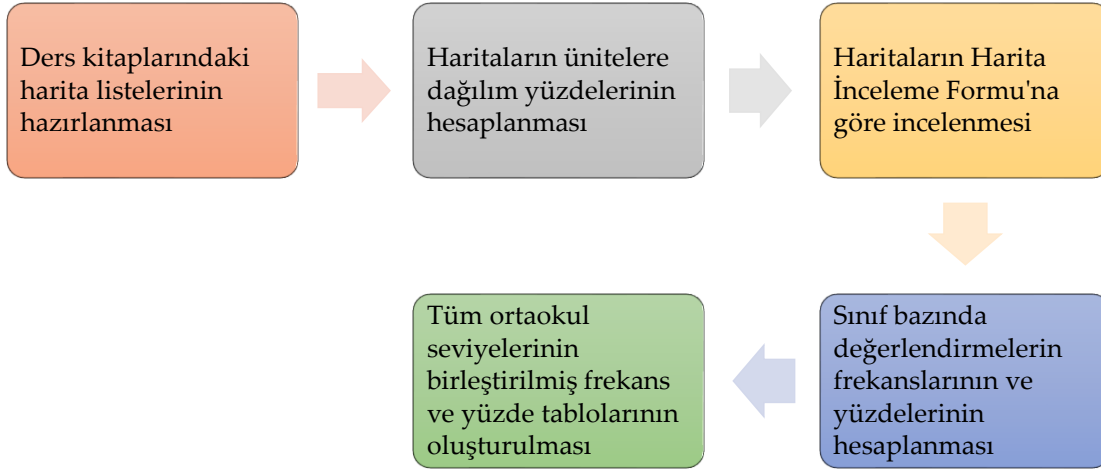 Ders kitaplarındaki
harita listelerinin
hazırlanması
Haritaların ünitelere
dağılım yüzdelerinin
hesaplanması
Haritaların Harita
İnceleme Formu'na
göre incelenmesi
Sınıf bazında
değerlendirmelerin
frekanslarının ve
yüzdelerinin
hesaplanması
Tüm ortaokul
seviyelerinin
birleştirilmiş frekans
ve yüzde tablolarının
oluşturulması